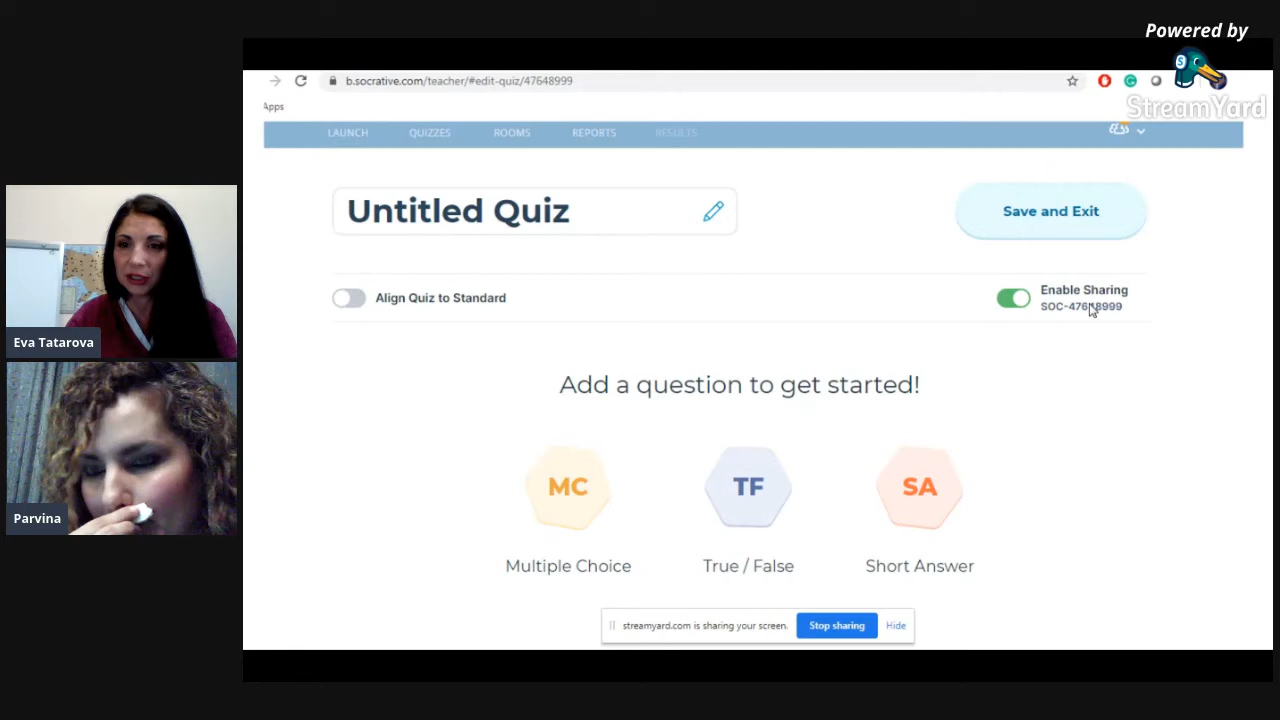 Powered by
StreamYard
b.socrative.com/teacher/#edit-quiz/47648999
Apps
LAUNCH QUIZZES ROOMS REPORTS RESULTS
Untitled Quiz
Save and Exit
Align Quiz to Standard
Enable Sharing
SOC-47648999
Eva Tatarova
Parvina
Add a question to get started!
MC TF SA
Multiple Choice True / False Short Answer
streamyard.com is sharing your screen. Stop sharing Hide